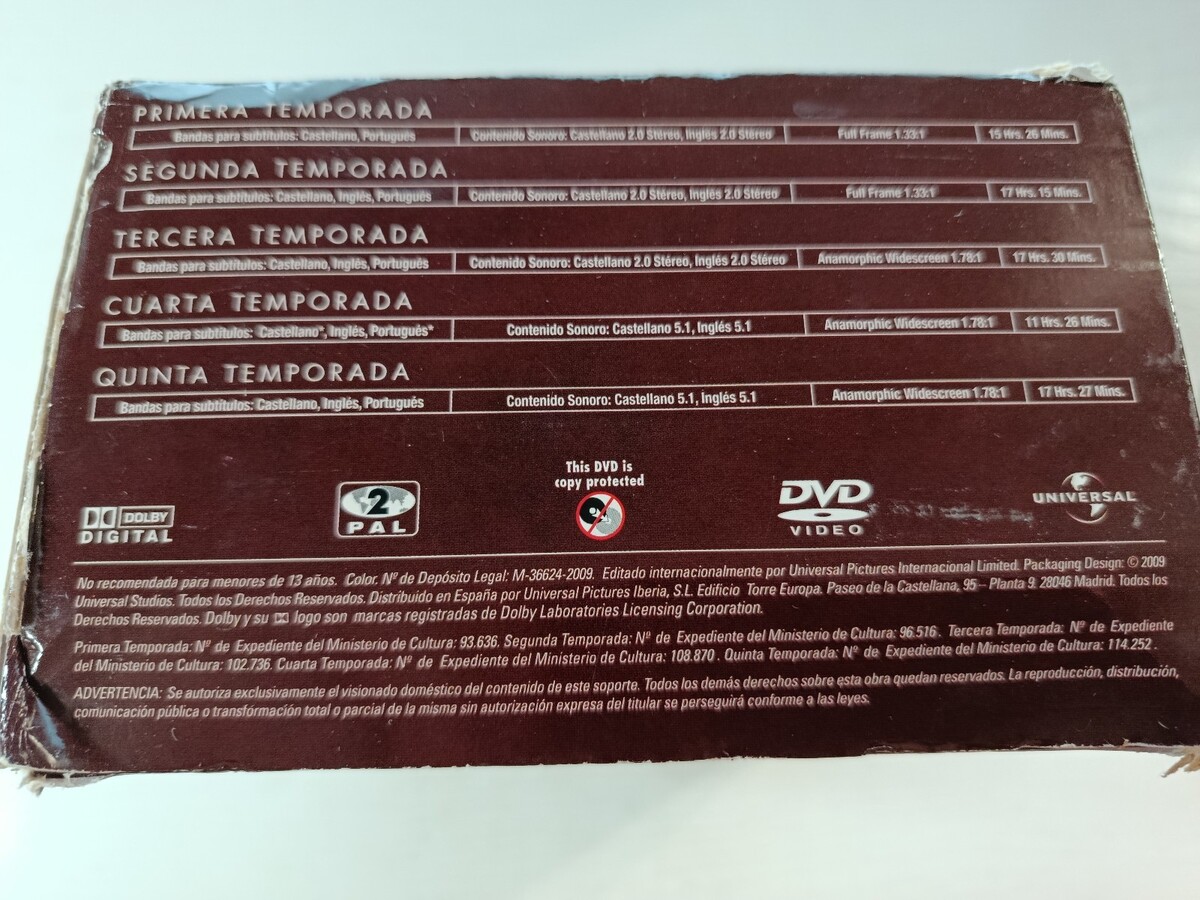 PRIMERA TEMPORADA
Bandas para subtítulos: Castellano, Portugués Contenido Sonoro: Castellano 2.0 Stéreo, Inglés 2.0 Stéreo Full Frame 1.33:1 15 Hrs. 26 Mins.
SEGUNDA TEMPORADA
Bandas para subtítulos: Castellano, Inglés, Portugués Contenido Sonoro: Castellano 2.0 Stéreo, Inglés 2.0 Stéreo Full Frame 1.33:1 17 Hrs. 15 Mins.
TERCERA TEMPORADA
Bandas para subtítulos: Castellano, Inglés, Portugués Contenido Sonoro: Castellano 2.0 Stéreo, Inglés 2.0 Stéreo Anamorphic Widescreen 1.78:1 17 Hrs. 30 Mins.
CUARTA TEMPORADA
Bandas para subtítulos: Castellano*, Inglés, Portugués* Contenido Sonoro: Castellano 5.1, Inglés 5.1 Anamorphic Widescreen 1.78:1 11 Hrs. 26 Mins.
QUINTA TEMPORADA
Bandas para subtítulos: Castellano, Inglés, Portugués Contenido Sonoro: Castellano 5.1, Inglés 5.1 Anamorphic Widescreen 1.78:1 17 Hrs. 27 Mins.
DOLBY
DIGITAL
2
PAL
This DVD is
copy protected
DVD
VIDEO
UNIVERSAL
No recomendada para menores de 13 años. Color. Nº de Depósito Legal: M-36624-2009. Editado internacionalmente por Universal Pictures Internacional Limited. Packaging Design: © 2009
Universal Studios. Todos los Derechos Reservados. Distribuido en España por Universal Pictures Iberia, S.L. Edificio Torre Europa. Paseo de la Castellana, 95 – Planta 9. 28046 Madrid. Todos los
Derechos Reservados. Dolby y su logo son marcas registradas de Dolby Laboratories Licensing Corporation.
Primera Temporada: Nº de Expediente del Ministerio de Cultura: 93.636. Segunda Temporada: Nº de Expediente del Ministerio de Cultura: 96.516. Tercera Temporada: Nº de Expediente
del Ministerio de Cultura: 102.736. Cuarta Temporada: Nº de Expediente del Ministerio de Cultura: 108.870. Quinta Temporada: Nº de Expediente del Ministerio de Cultura: 114.252.
ADVERTENCIA: Se autoriza exclusivamente el visionado doméstico del contenido de este soporte. Todos los demás derechos sobre esta obra quedan reservados. La reproducción, distribución,
comunicación pública o transformación total o parcial de la misma sin autorización expresa del titular se perseguirá conforme a las leyes.